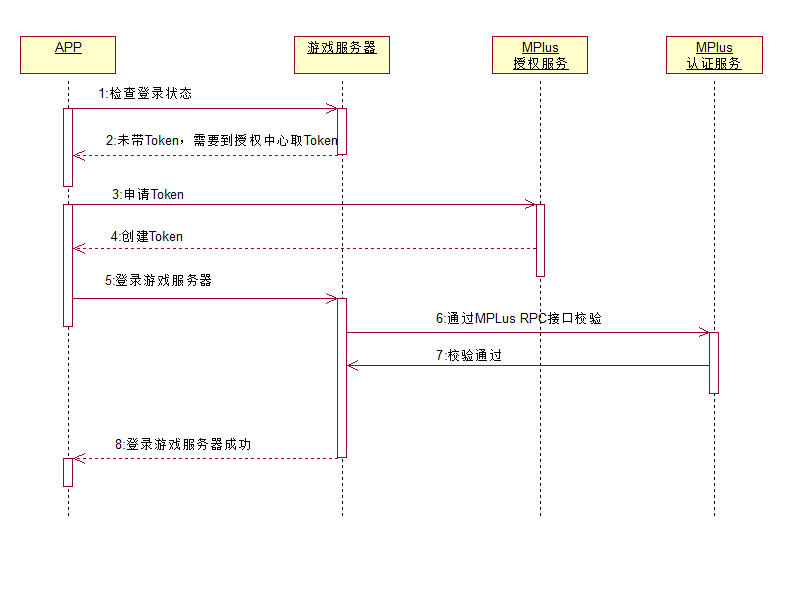 APP
游戏服务器
MPlus
授权服务
MPlus
认证服务
1:检查登录状态
2:未带Token，需要到授权中心取Token
3:申请Token
4:创建Token
5:登录游戏服务器
6:通过MPLus RPC接口校验
7:校验通过
8:登录游戏服务器成功